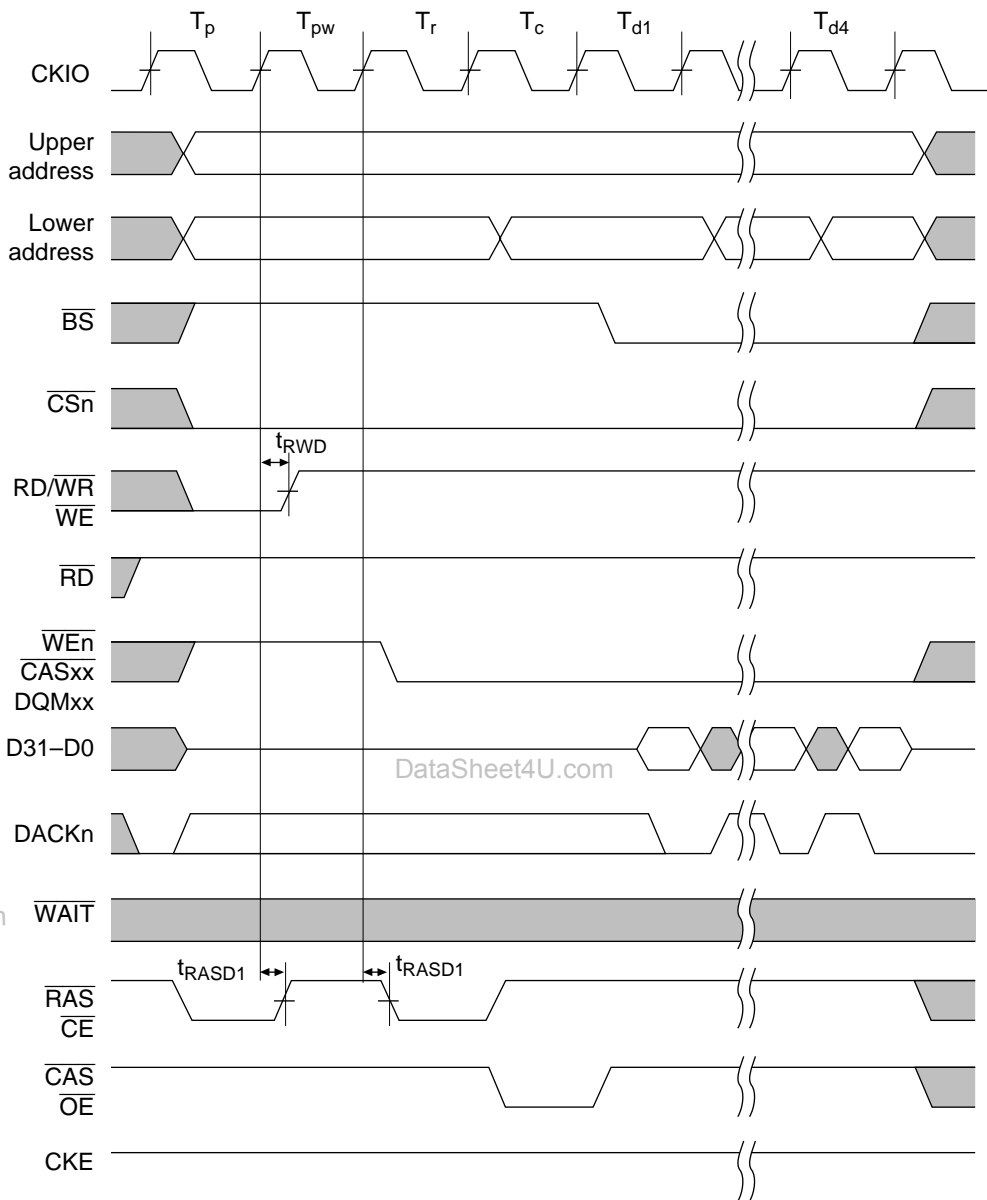 Tp Tpw Tr Tc Td1 Td4
CKIO
Upper
address
Lower
address
BS
CSn
tRWD
RD/WR
WE
RD
WEn
CASxx
DQMxx
D31–D0
DataSheet4U.com
DACKn
WAIT
tRASD1 tRASD1
RAS
CE
CAS
OE
CKE